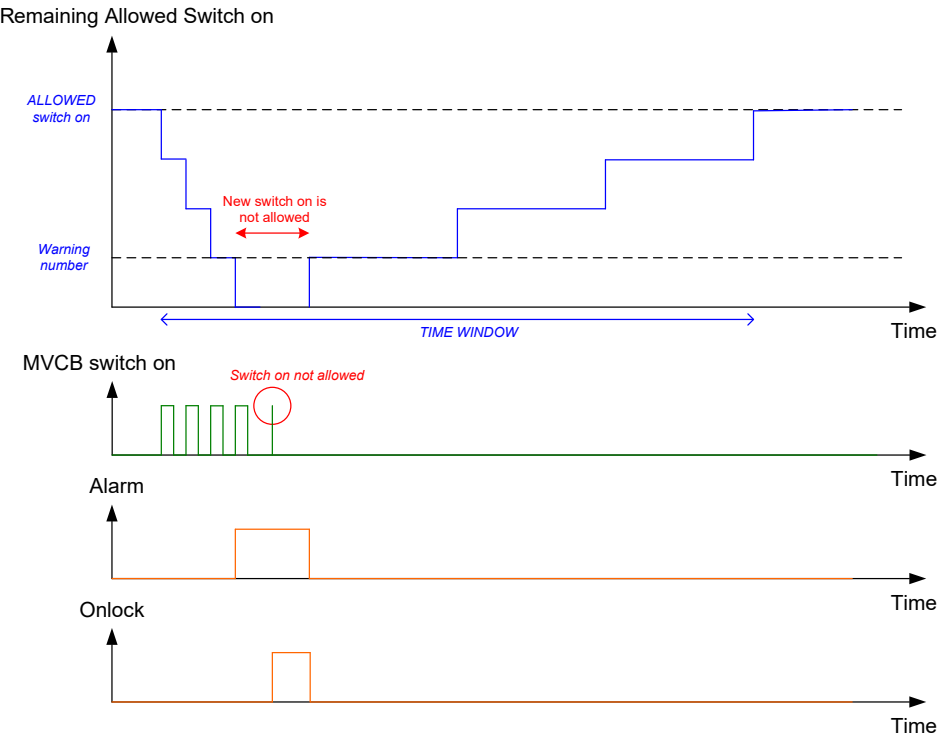 Remaining Allowed Switch on
ALLOWED
switch on
New switch on is
not allowed
Warning
number
Time
TIME WINDOW
MVCB switch on
Switch on not allowed
Time
Alarm
Time
Onlock
Time